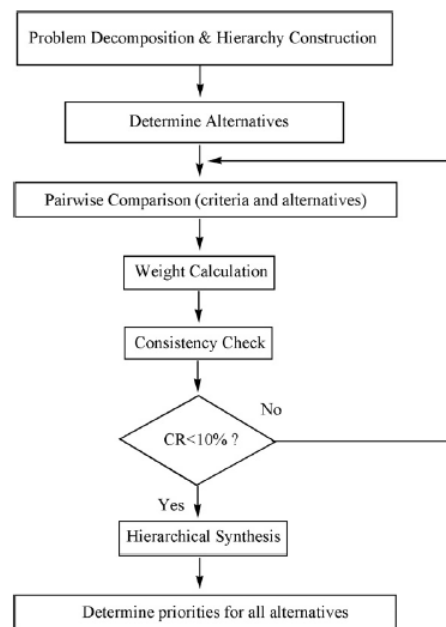 Problem Decomposition & Hierarchy Construction
Determine Alternatives
Pairwise Comparison (criteria and alternatives)
Weight Calculation
Consistency Check
No
CR<10% ?
Yes
Hierarchical Synthesis
Determine priorities for all alternatives